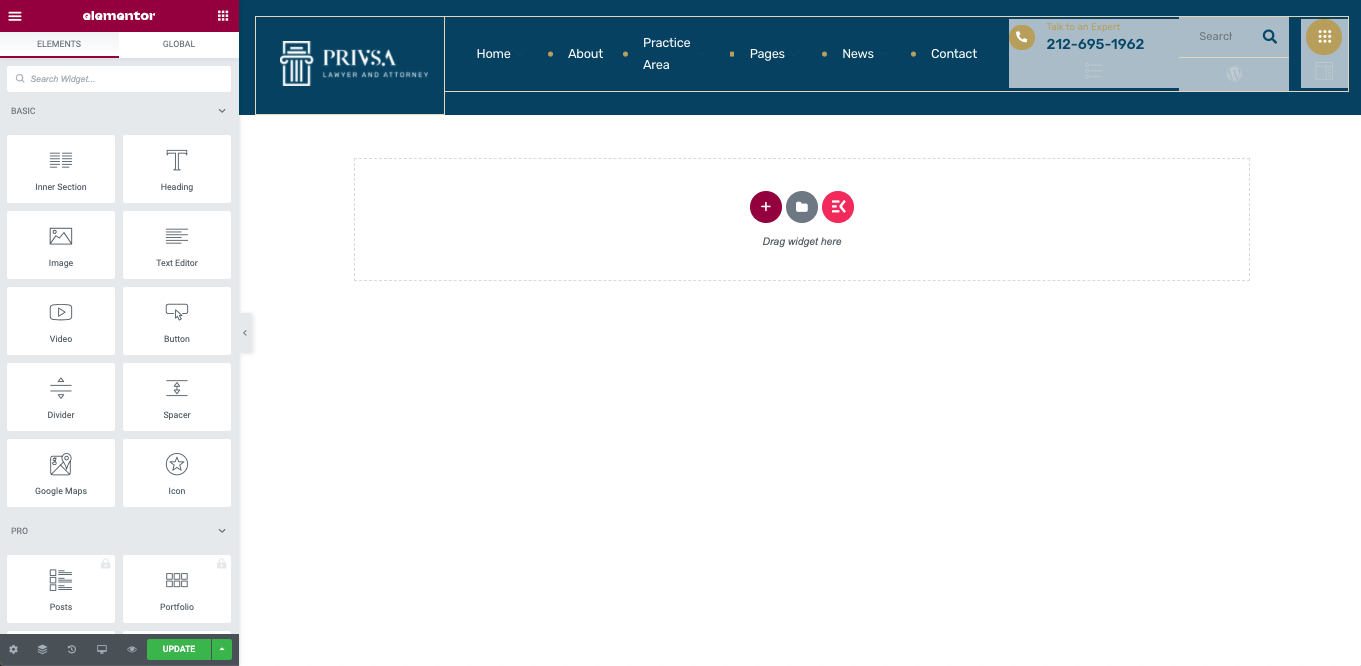 elementor
ELEMENTS
GLOBAL
Search Widget...
BASIC
Inner Section
Heading
Image
Text Editor
Video
Button
Divider
Spacer
Google Maps
Icon
PRO
Posts
Portfolio
UPDATE
PRIVSA
LAWYER AND ATTORNEY
Home
About
Practice
Area
Pages
News
Contact
Talk to an Expert
212-695-1962
Search
Drag widget here